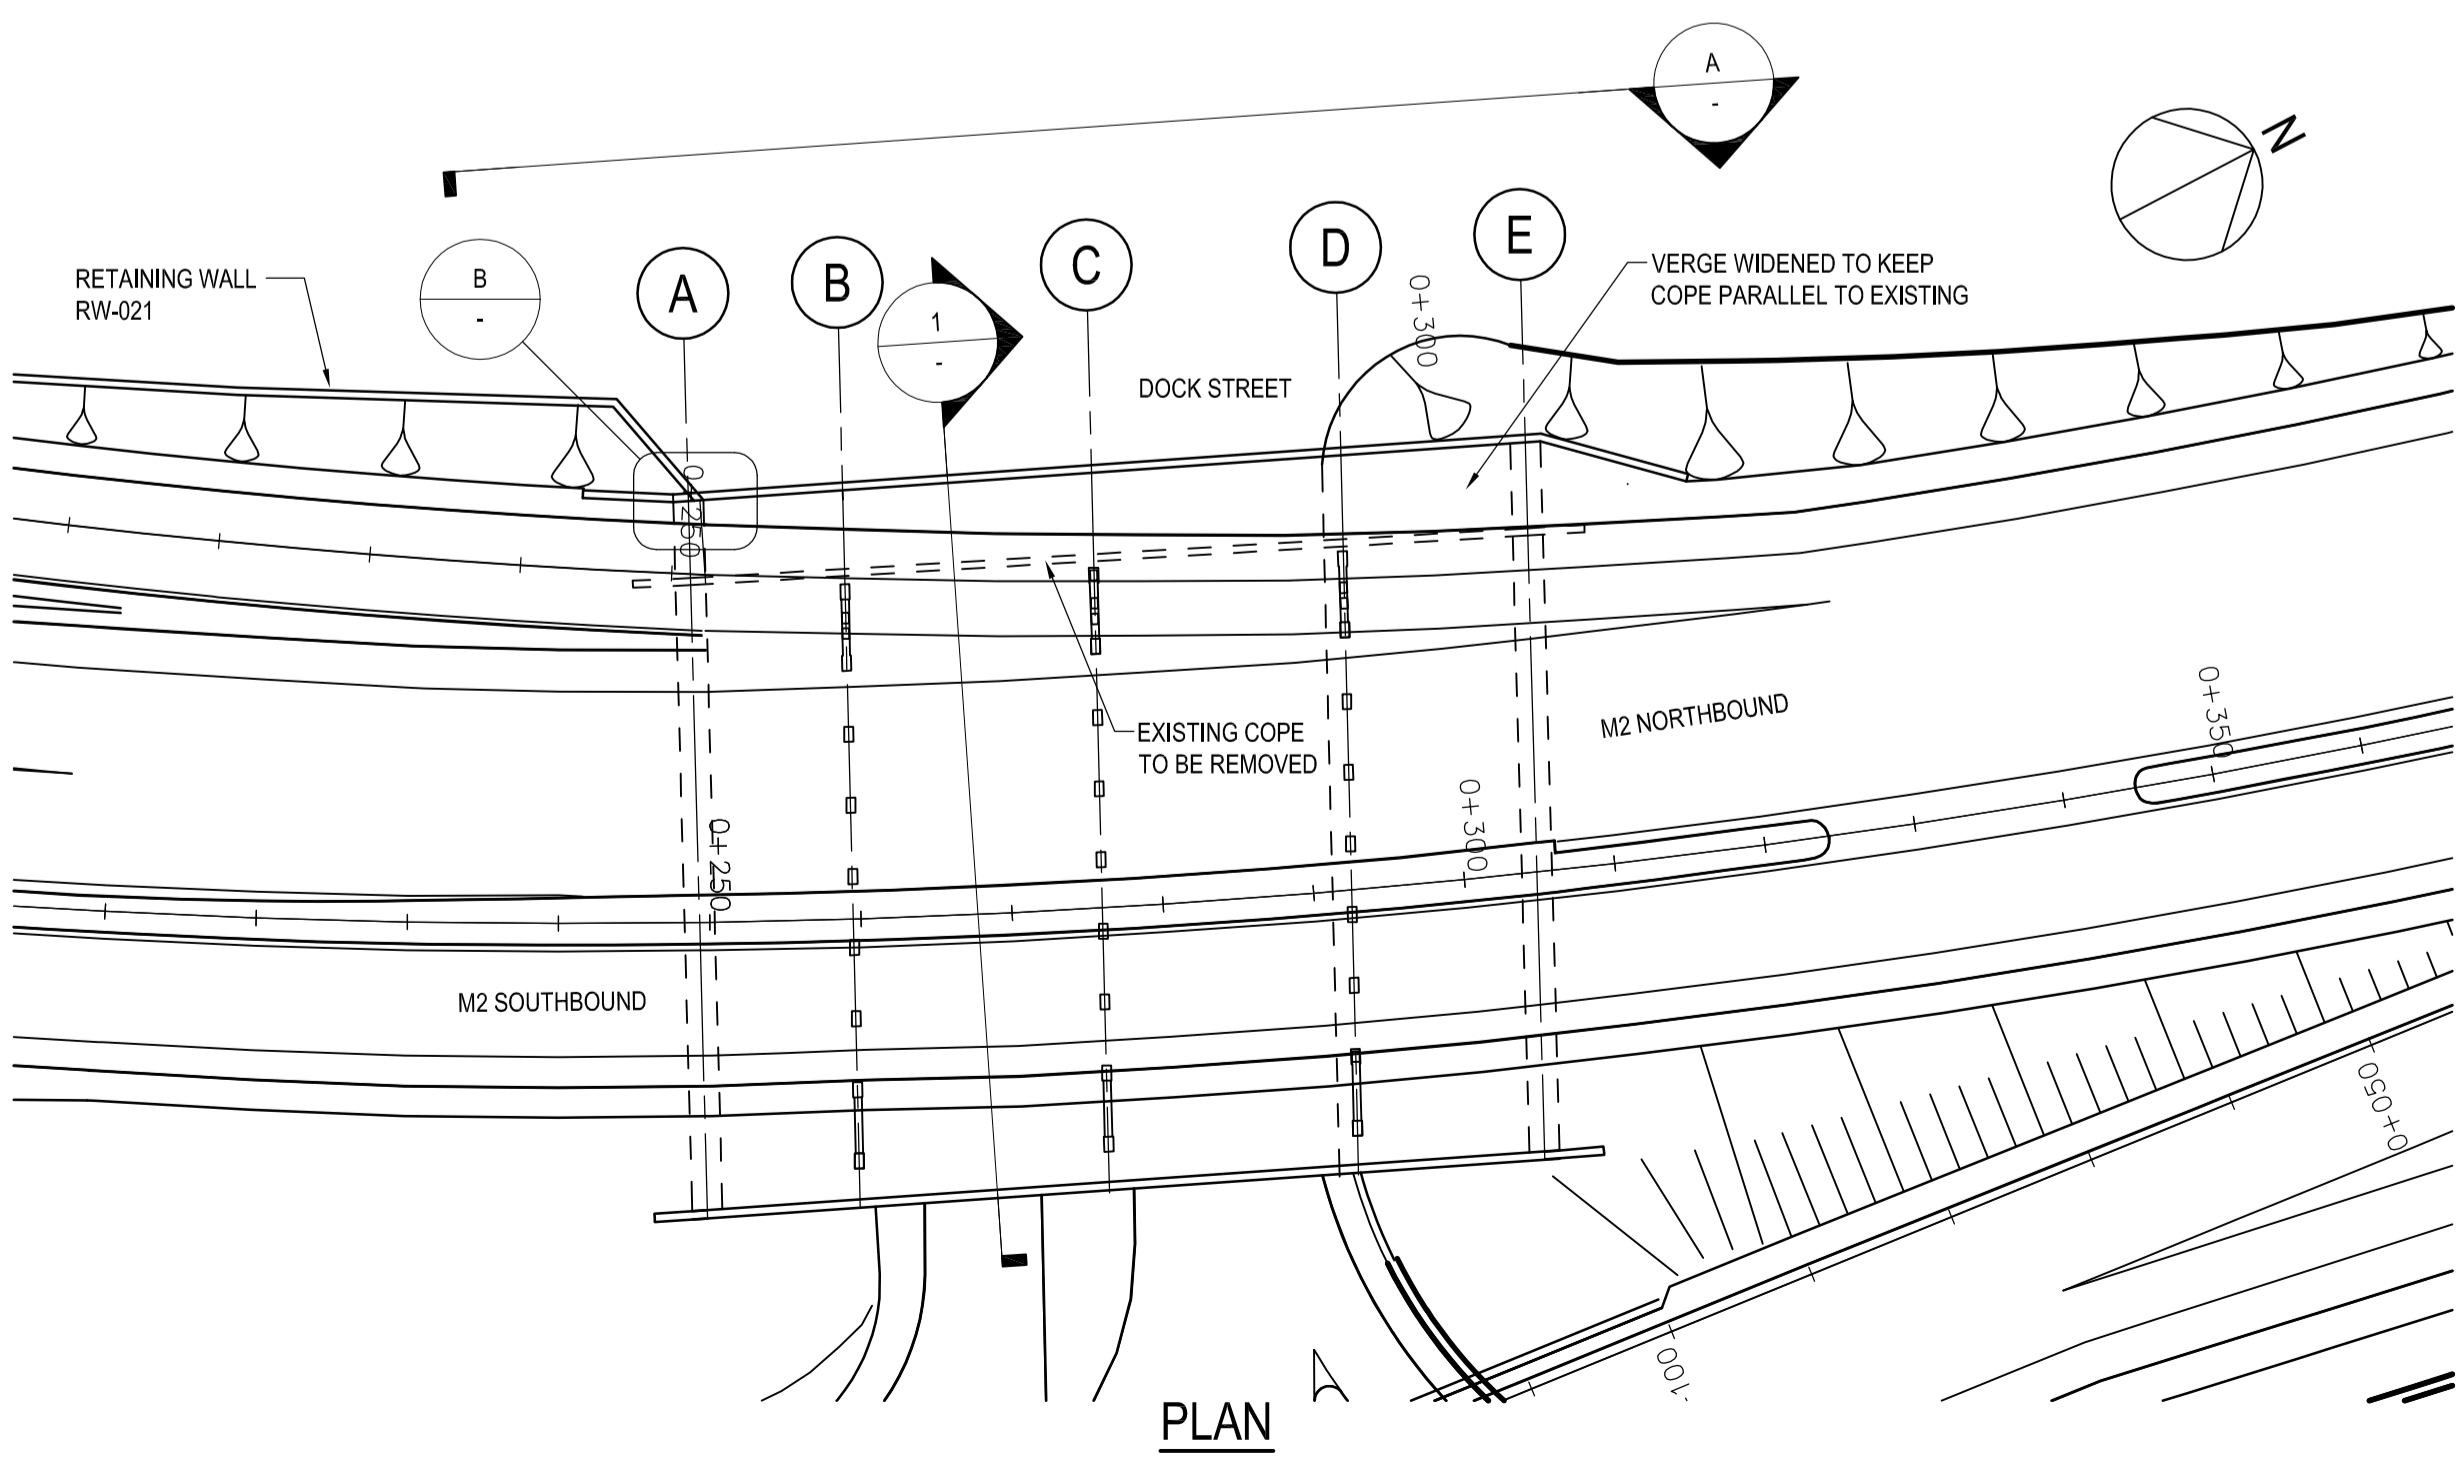 A
-
N
RETAINING WALL
RW-021
B
-
A
B
1
-
C
D
E
0+300
VERGE WIDENED TO KEEP
COPE PARALLEL TO EXISTING
DOCK STREET
0+250
EXISTING COPE
TO BE REMOVED
M2 NORTHBOUND
0+350
0+300
0+250
M2 SOUTHBOUND
0+050
100
PLAN